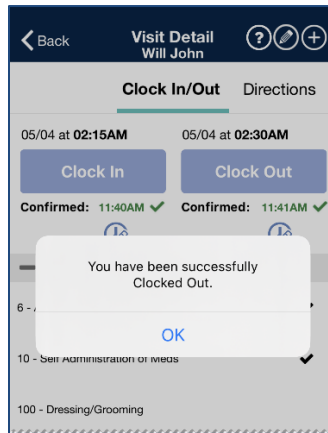 Back Visit Detail ?
Will John
Clock In/Out Directions
05/04 at 02:15AM 05/04 at 02:30AM
Clock In Clock Out
Confirmed: 11:40AM Confirmed: 11:41AM
You have been successfully
Clocked Out.
6 -
OK
10 - Self Administration of Meds
100 - Dressing/Grooming